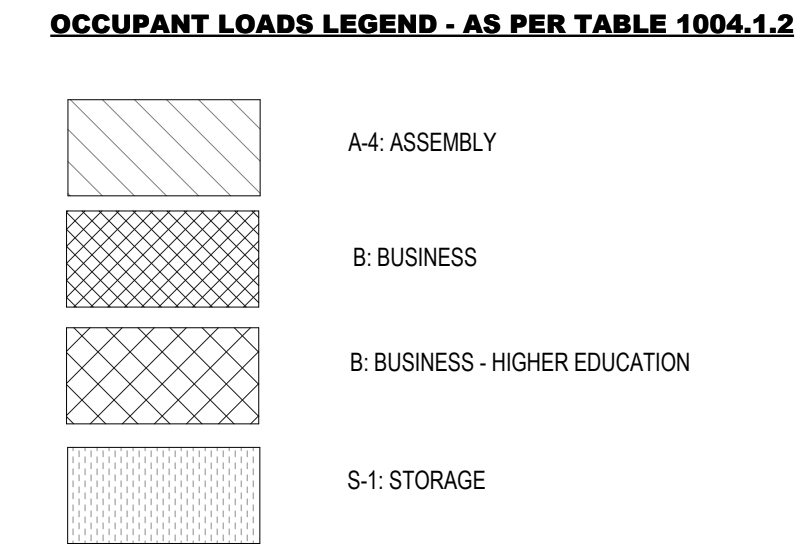 OCCUPANT LOADS LEGEND - AS PER TABLE 1004.1.2
A-4: ASSEMBLY
B: BUSINESS
B: BUSINESS - HIGHER EDUCATION
S-1: STORAGE